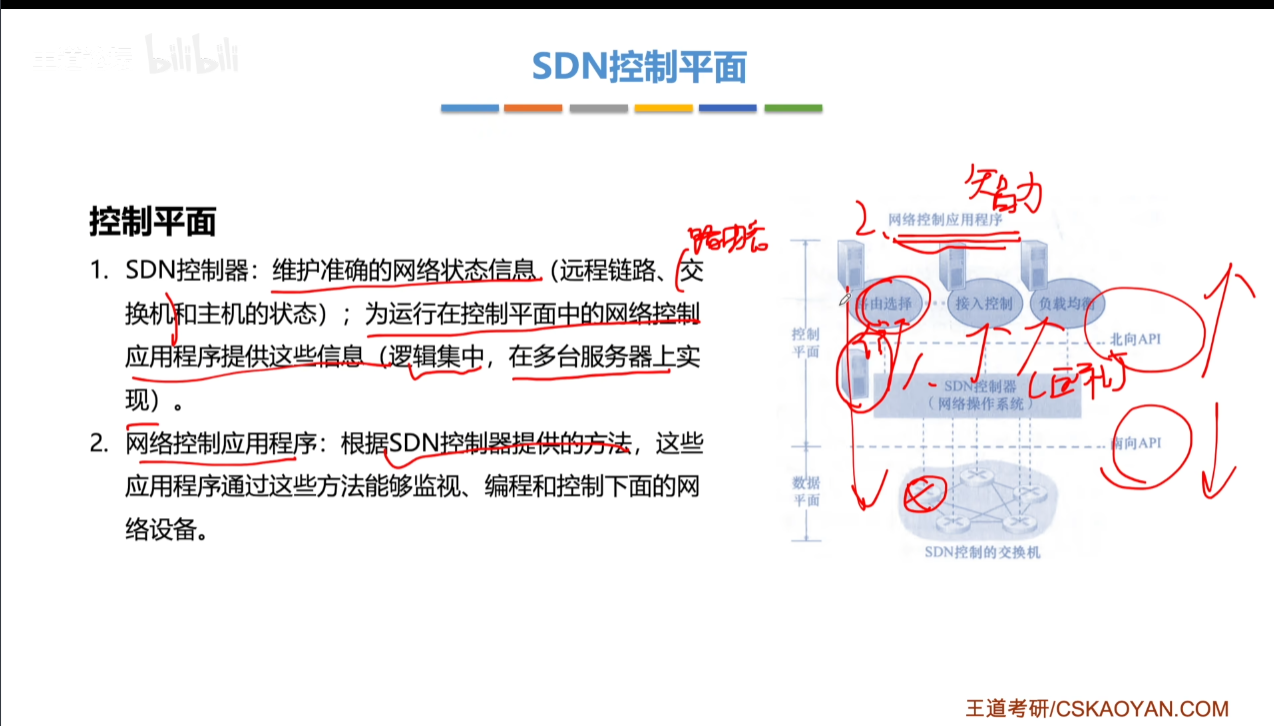 bilibili
SDN控制平面
控制平面
1. SDN控制器：维护准确的网络状态信息（远程链路、交
换机和主机的状态）；为运行在控制平面中的网络控制
应用程序提供这些信息（逻辑集中，在多台服务器上实
现）。
2. 网络控制应用程序：根据SDN控制器提供的方法，这些
应用程序通过这些方法能够监视、编程和控制下面的网
络设备。
路由器
智力
2、
网络控制应用程序
路由选择 … 接入控制 负载均衡
控制
平面
北向API
1.
SDN控制器
（网络操作系统）
南向API
数据
平面
SDN控制的交换机
王道考研/CSKAOYAN.COM